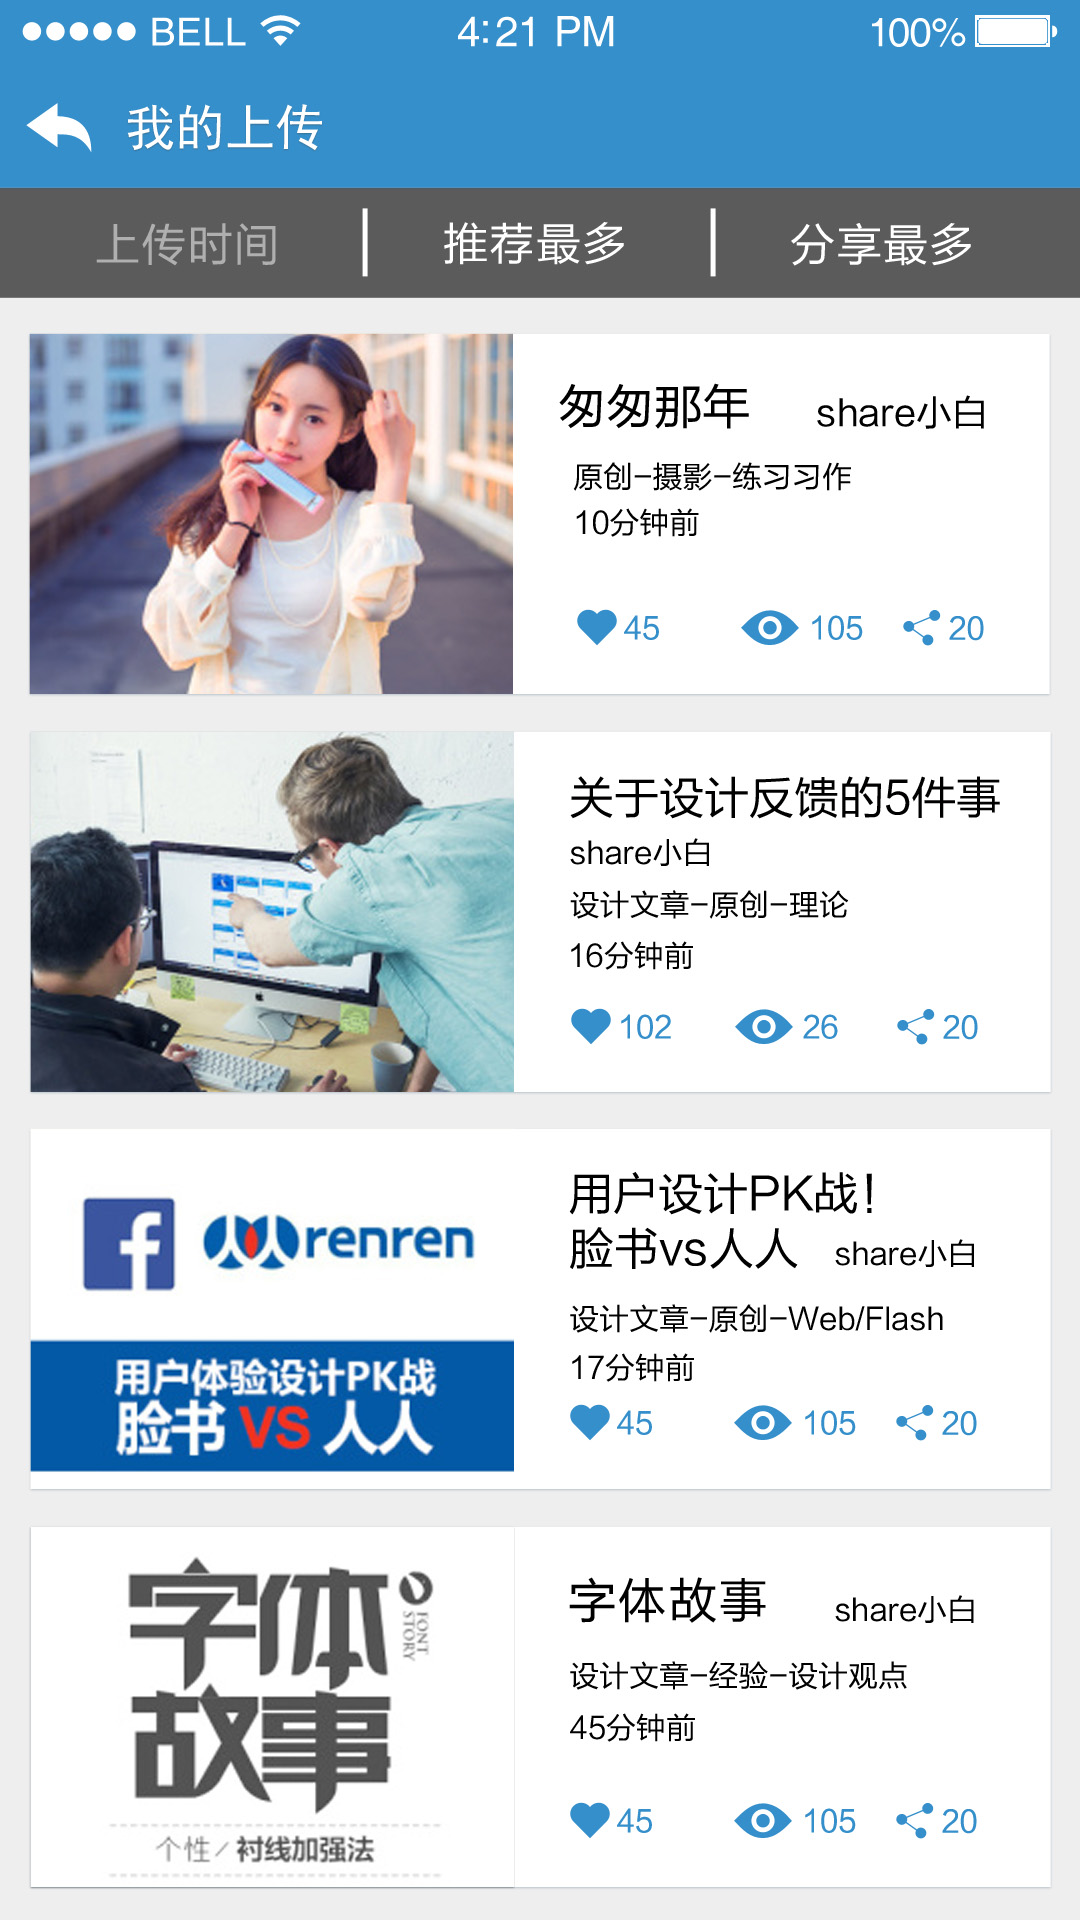 BELL 4:21 PM 100%
我的上传
上传时间 推荐最多 分享最多
匆匆那年 share小白
原创-摄影-练习习作
10分钟前
45 105 20
关于设计反馈的5件事
share小白
设计文章-原创-理论
16分钟前
102 26 20
renren
用户体验设计PK战
脸书 VS 人人
用户设计PK战!
脸书vs人人 share小白
设计文章-原创-Web/Flash
17分钟前
45 105 20
字体
故事
FONT
STORY
个性/衬线加强法
字体故事 share小白
设计文章-经验-设计观点
45分钟前
45 105 20